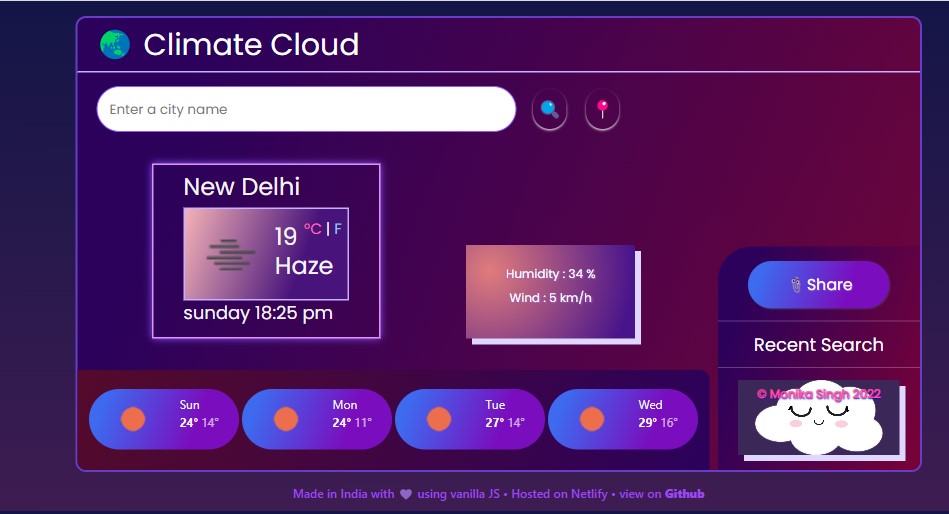 Climate Cloud
Enter a city name
New Delhi
19 °C | F
Haze
sunday 18:25 pm
Humidity : 34 %
Wind : 5 km/h
Share
Recent Search
© Monika Singh 2022
Sun
24° 14°
Mon
24° 11°
Tue
27° 14°
Wed
29° 16°
Made in India with 💜 using vanilla JS • Hosted on Netlify • view on Github